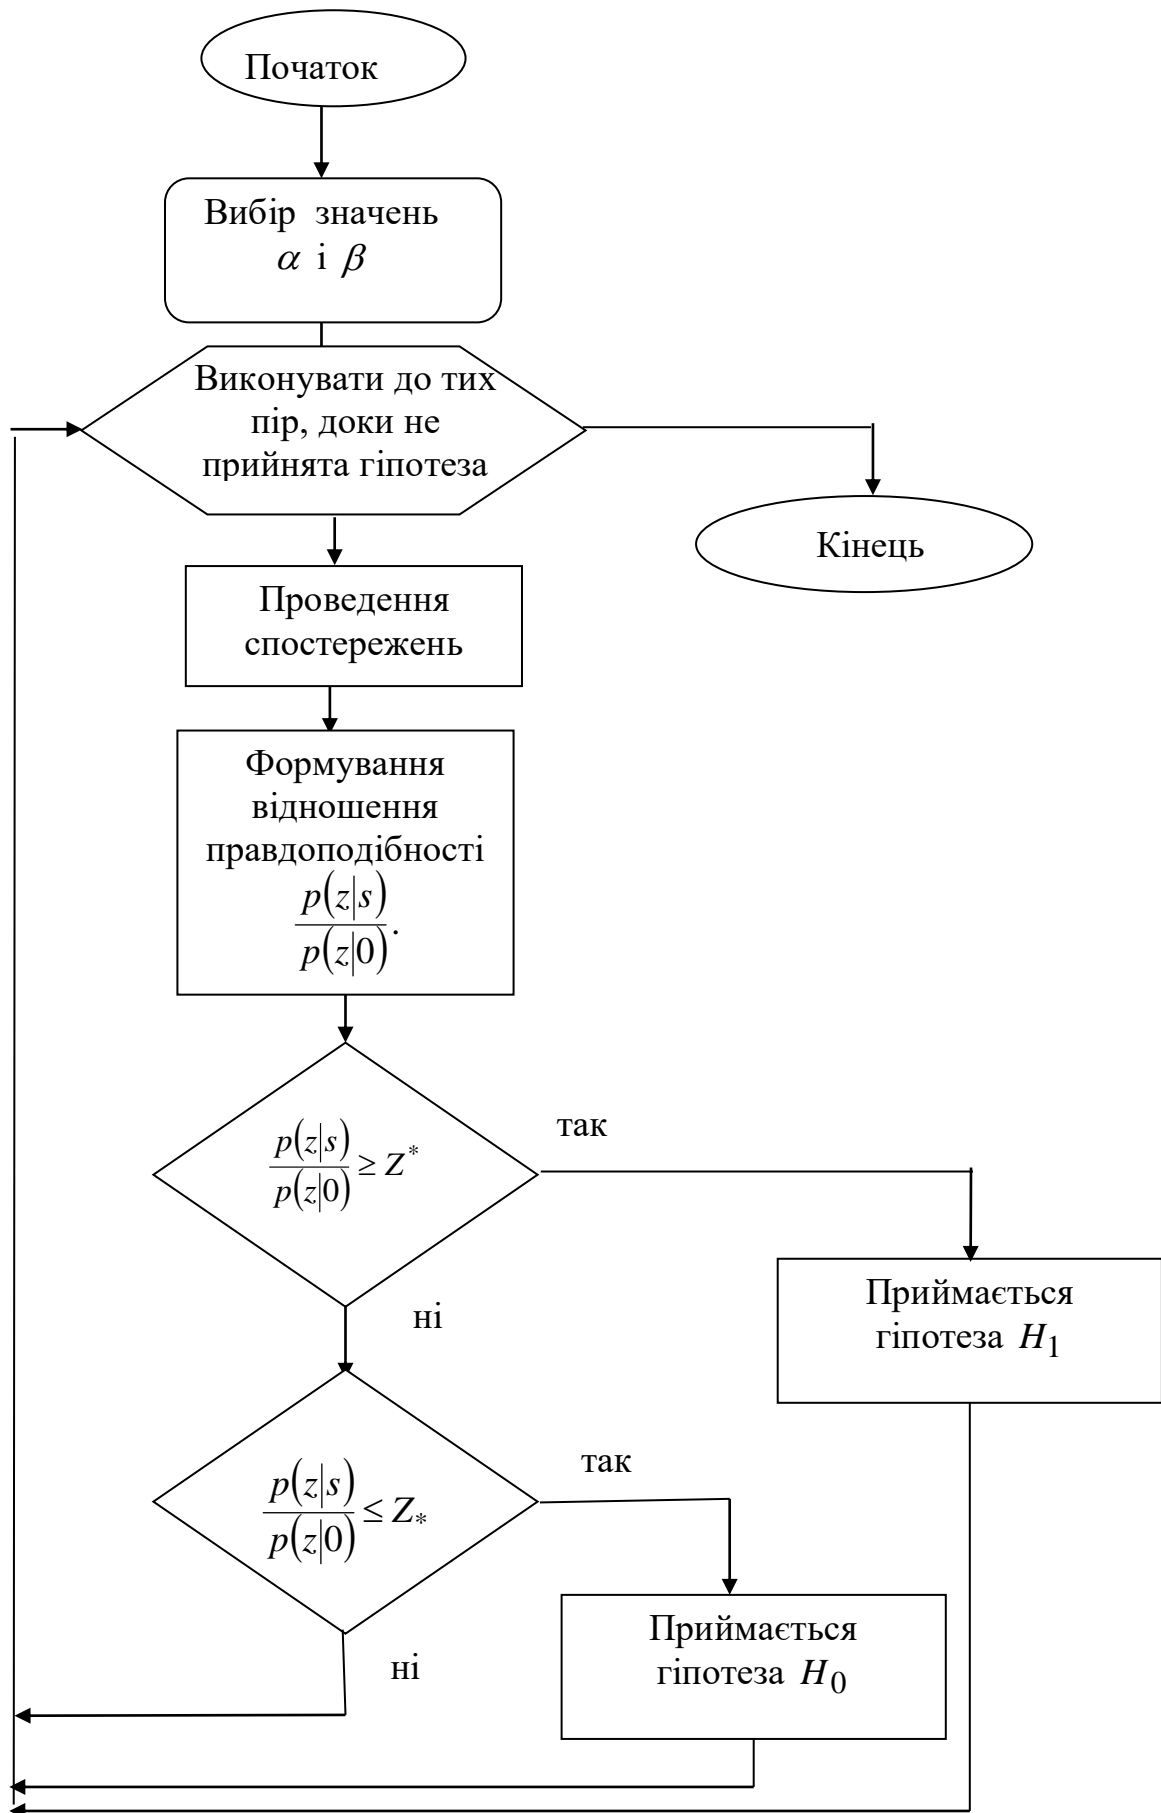 Початок
Вибір значень
α і β
Виконувати до тих
пір, доки не
прийнята гіпотеза
Кінець
Проведення
спостережень
Формування
відношення
правдоподібності
p(z|s)
p(z|0).
p(z|s)
p(z|0) ≥ Z*
так
ні
Приймається
гіпотеза H₁
p(z|s)
p(z|0) ≤ Z*
так
ні
Приймається
гіпотеза H₀